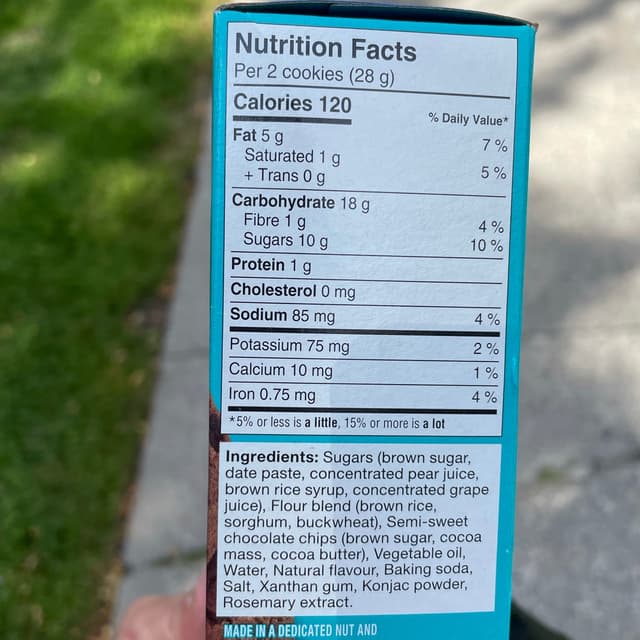 Nutrition Facts
Per 2 cookies (28 g)
Calories 120
% Daily Value*
Fat 5 g 7 %
Saturated 1 g
+ Trans 0 g 5 %
Carbohydrate 18 g
Fibre 1 g 4 %
Sugars 10 g 10 %
Protein 1 g
Cholesterol 0 mg
Sodium 85 mg 4 %
Potassium 75 mg 2 %
Calcium 10 mg 1 %
Iron 0.75 mg 4 %
*5% or less is a little, 15% or more is a lot
Ingredients: Sugars (brown sugar,
date paste, concentrated pear juice,
brown rice syrup, concentrated grape
juice), Flour blend (brown rice,
sorghum, buckwheat), Semi-sweet
chocolate chips (brown sugar, cocoa
mass, cocoa butter), Vegetable oil,
Water, Natural flavour, Baking soda,
Salt, Xanthan gum, Konjac powder,
Rosemary extract.
MADE IN A DEDICATED NUT AND